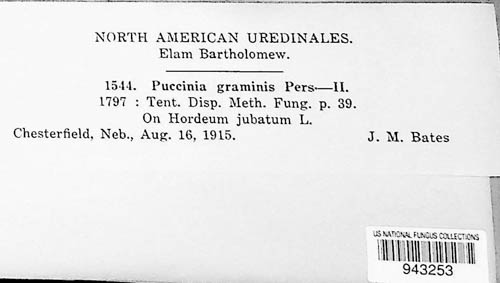 NORTH AMERICAN UREDINALES.
Elam Bartholomew.
1544. Puccinia graminis Pers—II.
1797 : Tent. Disp. Meth. Fung. p. 39.
On Hordeum jubatum L.
Chesterfield, Neb., Aug. 16, 1915. J. M. Bates
US NATIONAL FUNGUS COLLECTIONS
943253